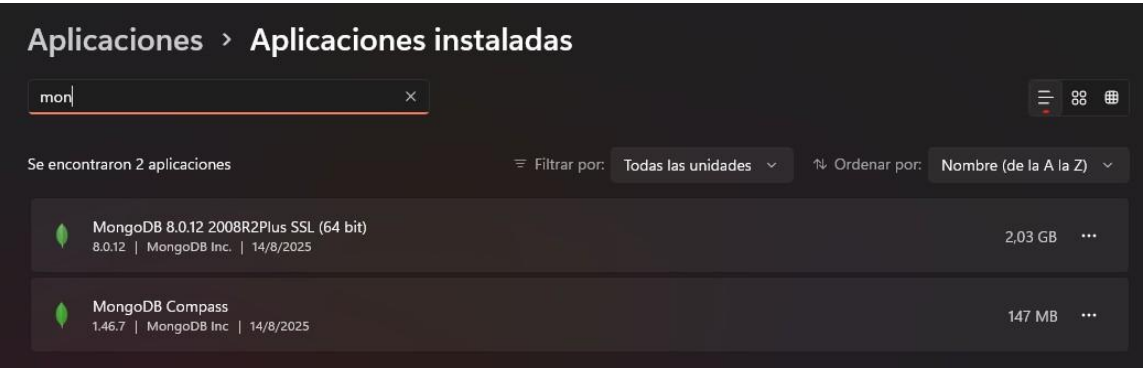 Aplicaciones > Aplicaciones instaladas
mon
Se encontraron 2 aplicaciones
Filtrar por: Todas las unidades
Ordenar por: Nombre (de la A la Z)
MongoDB 8.0.12 2008R2Plus SSL (64 bit)
8.0.12 | MongoDB Inc. | 14/8/2025
2,03 GB
MongoDB Compass
1.46.7 | MongoDB Inc | 14/8/2025
147 MB